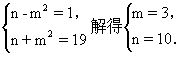 n-m²=1,
n+m²=19
解得
m=3,
n=10.